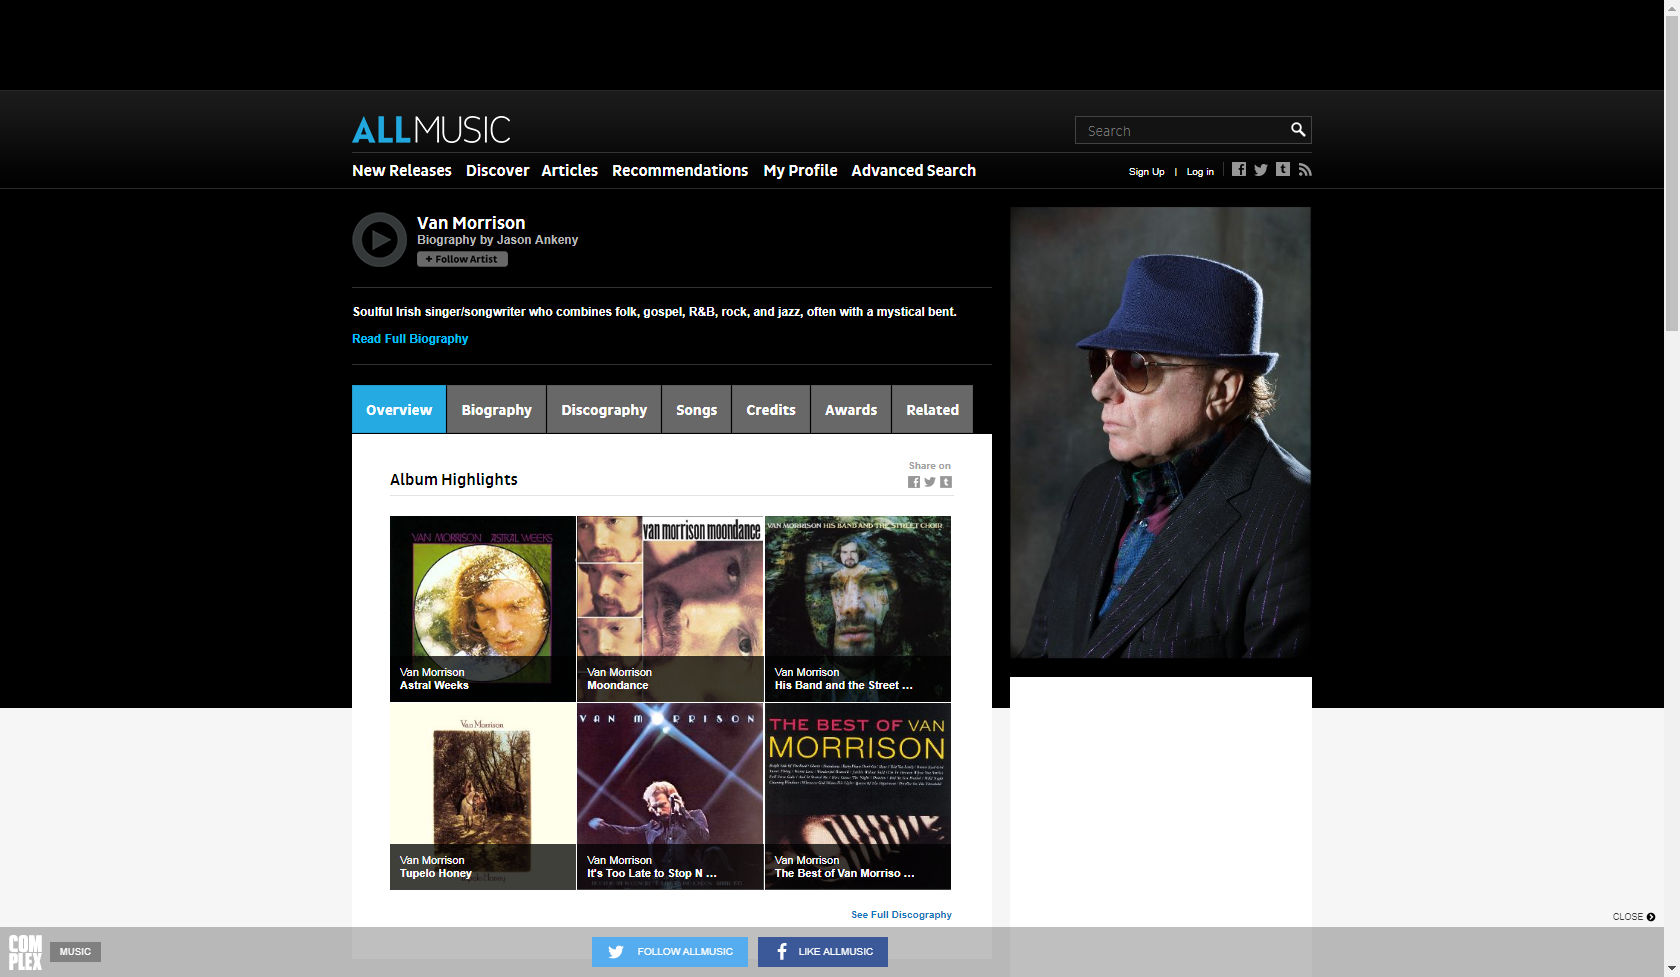 ALLMUSIC
Search
New Releases Discover Articles Recommendations My Profile Advanced Search
Sign Up | Log in
Van Morrison
Biography by Jason Ankeny
+ Follow Artist
Soulful Irish singer/songwriter who combines folk, gospel, R&B, rock, and jazz, often with a mystical bent.
Read Full Biography
Overview Biography Discography Songs Credits Awards Related
Share on
Album Highlights
VAN MORRISON ASTRAL WEEKS
van morrison moondance
VAN MORRISON HIS BAND AND THE STREET CHOIR
Van Morrison
Astral Weeks
Van Morrison
Moondance
Van Morrison
His Band and the Street ...
Van Morrison
VAN MORRISON
THE BEST OF VAN
MORRISON
Van Morrison
Tupelo Honey
Van Morrison
It's Too Late to Stop N ...
Van Morrison
The Best of Van Morriso ...
See Full Discography
CLOSE
COM
PLEX
MUSIC
FOLLOW ALLMUSIC
LIKE ALLMUSIC